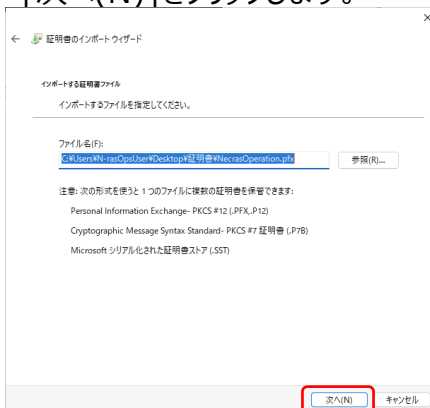 「次へ(N)」をクリックします。
証明書のインポート ウィザード
インポートする証明書ファイル
インポートするファイルを指定してください。
ファイル名(F):
C:¥Users¥N-rasOpsUser¥Desktop¥証明書¥NecrasOperation.pfx
参照(R)...
注意: 次の形式を使うと 1 つのファイルに複数の証明書を保管できます:
Personal Information Exchange- PKCS #12 (.PFX,.P12)
Cryptographic Message Syntax Standard- PKCS #7 証明書 (.P7B)
Microsoft シリアル化された証明書ストア (.SST)
次へ(N)
キャンセル